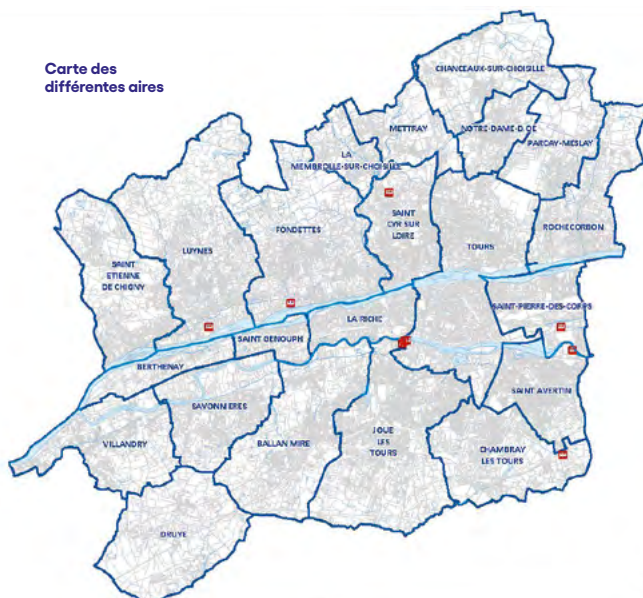 Carte des
différentes aires
CHANCEAUX-SUR-CHOISILLE
METTRAY
NOTRE-DAME-D'OE
PARCAY-MESLAY
LA
MEMBROLLE-SUR-CHOISILLE
SAINT
CYR SUR
LOIRE
TOURS
ROCHECORBON
FONDETTES
LUYNES
SAINT
ETIENNE
DE CHIGNY
SAINT-PIERRE-DES-CORPS
LA RICHE
SAINT GENOUPH
BERTHENAY
SAINT AVERTIN
SAVONNIERES
VILLANDRY
BALLAN MIRE
JOUE
LES
TOURS
CHAMBRAY
LES TOURS
DRUYE